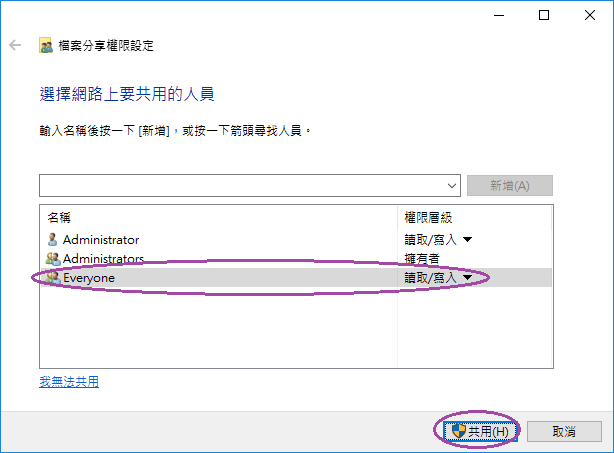 檔案分享權限設定
選擇網路上要共用的人員
輸入名稱後按一下 [新增]，或按一下箭頭尋找人員。
新增(A)
名稱 權限層級
Administrator 讀取/寫入
Administrators 擁有者
Everyone 讀取/寫入
我無法共用
共用(H) 取消